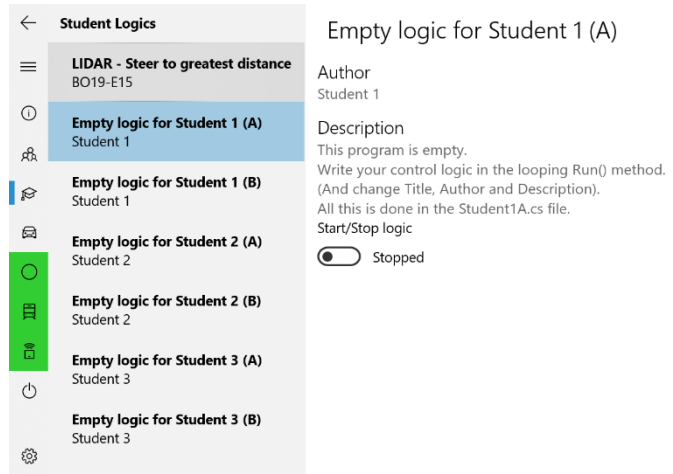 Student Logics
LIDAR - Steer to greatest distance
BO19-E15
Empty logic for Student 1 (A)
Student 1
Empty logic for Student 1 (B)
Student 1
Empty logic for Student 2 (A)
Student 2
Empty logic for Student 2 (B)
Student 2
Empty logic for Student 3 (A)
Student 3
Empty logic for Student 3 (B)
Student 3
Empty logic for Student 1 (A)
Author
Student 1
Description
This program is empty.
Write your control logic in the looping Run() method.
(And change Title, Author and Description).
All this is done in the Student1A.cs file.
Start/Stop logic
Stopped